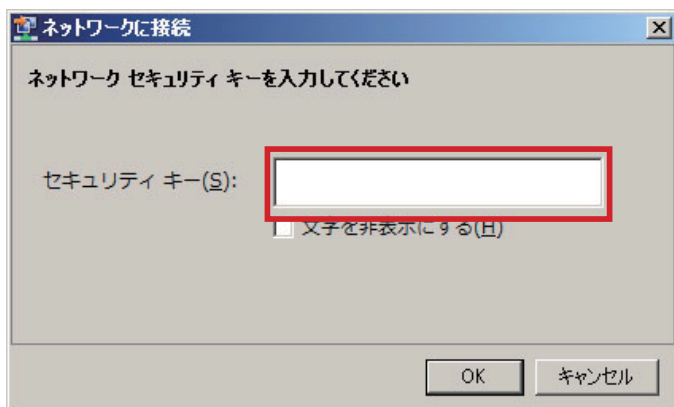 ネットワークに接続
ネットワーク セキュリティ キーを入力してください
セキュリティ キー(S):
文字を非表示にする(H)
OK キャンセル